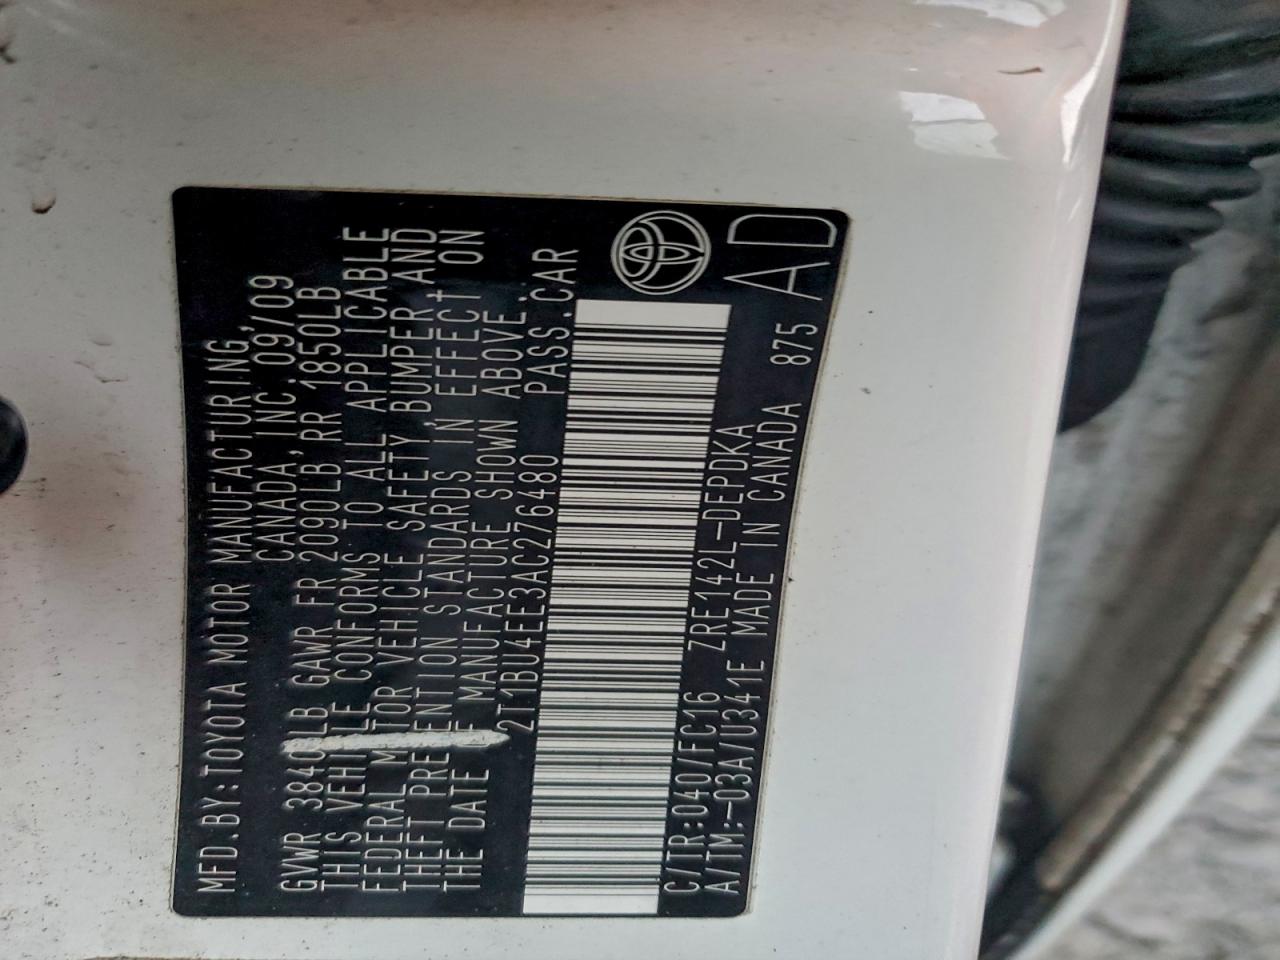 MFD.BY:TOYOTA MOTOR MANUFACTURING,
CANADA, INC. 09/09
GVWR 3840LB GAWR FR 2090LB, RR 1850LB
THIS VEHICLE CONFORMS TO ALL APPLICABLE
FEDERAL MOTOR VEHICLE SAFETY, BUMPER, AND
THEFT PREVENTION STANDARDS IN EFFECT ON
THE DATE MANUFACTURE SHOWN ABOVE.
2T1BU4EE3AC276480 PASS.CAR
C/TR:040/FC16 ZRE142L-DEPDKA
A/TM:-03A/U341E MADE IN CANADA 875
AD